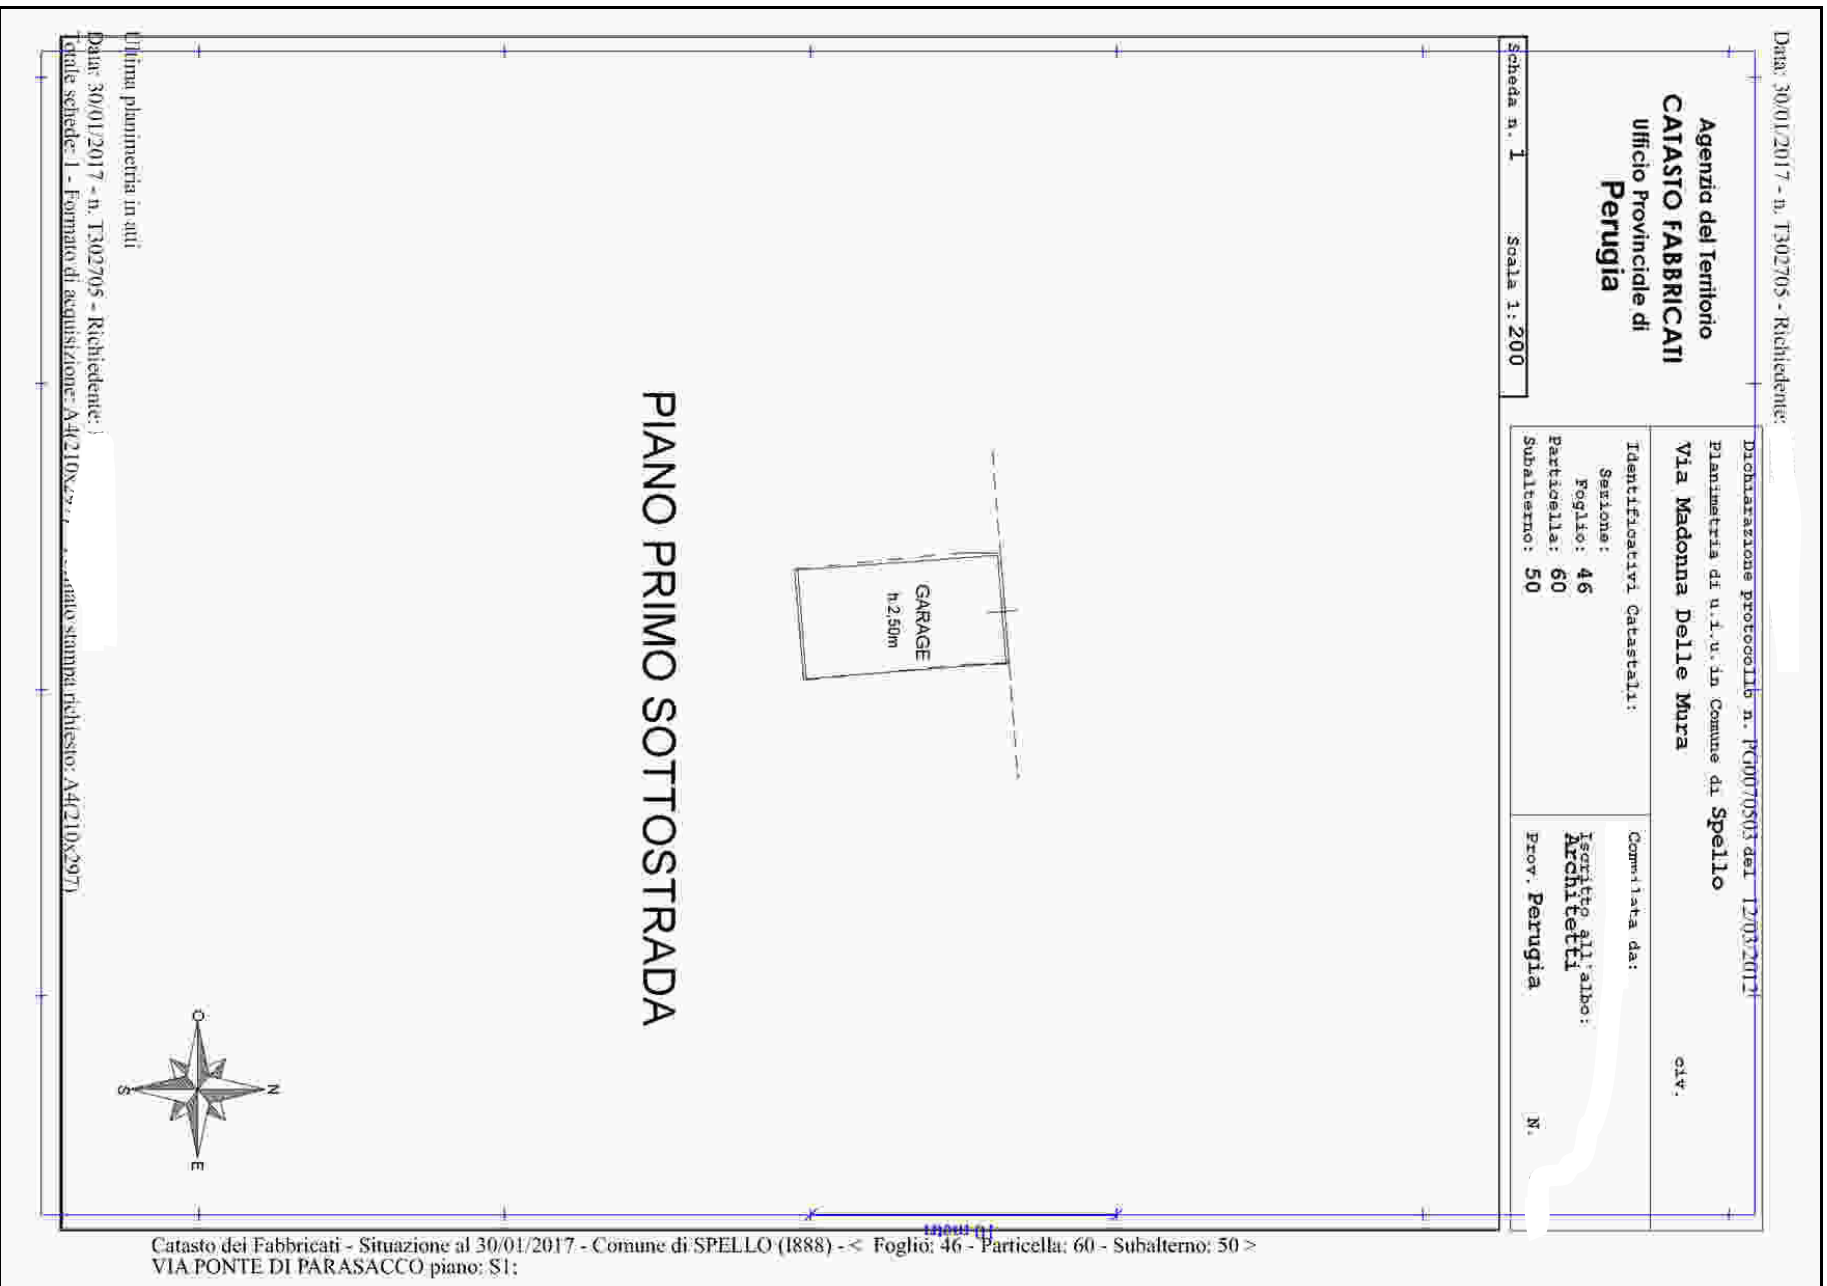 Data: 30/01/2017 - n. T302705 - Richiedente:
Dichiarazione protocollo n. PG0070503 del 12/03/2012
Planimetria di u.i.u. in Comune di Spello
Via Madonna Delle Mura civ.
Agenzia del Territorio
CATASTO FABBRICATI
Ufficio Provinciale di
Perugia
Identificativi Catastali:
Sezione:
Foglio: 46
Particella: 60
Subalterno: 50
Compilata da:
Iscritto all'albo:
Architetti
Prov. Perugia N.
Scheda n. 1 Scala 1: 200
GARAGE
h.2,50m
PIANO PRIMO SOTTOSTRADA
O
N
S
E
10 metri
Ultima planimetria in atti
Data: 30/01/2017 - n. T302705 - Richiedente:
Totale schede: 1 - Formato di acquisizione: stampa richiesto: A4(210x297)
Catasto dei Fabbricati - Situazione al 30/01/2017 - Comune di SPELLO (I888) - < Foglio: 46 - Particella: 60 - Subalterno: 50 >
VIA PONTE DI PARASACCO piano: S1;